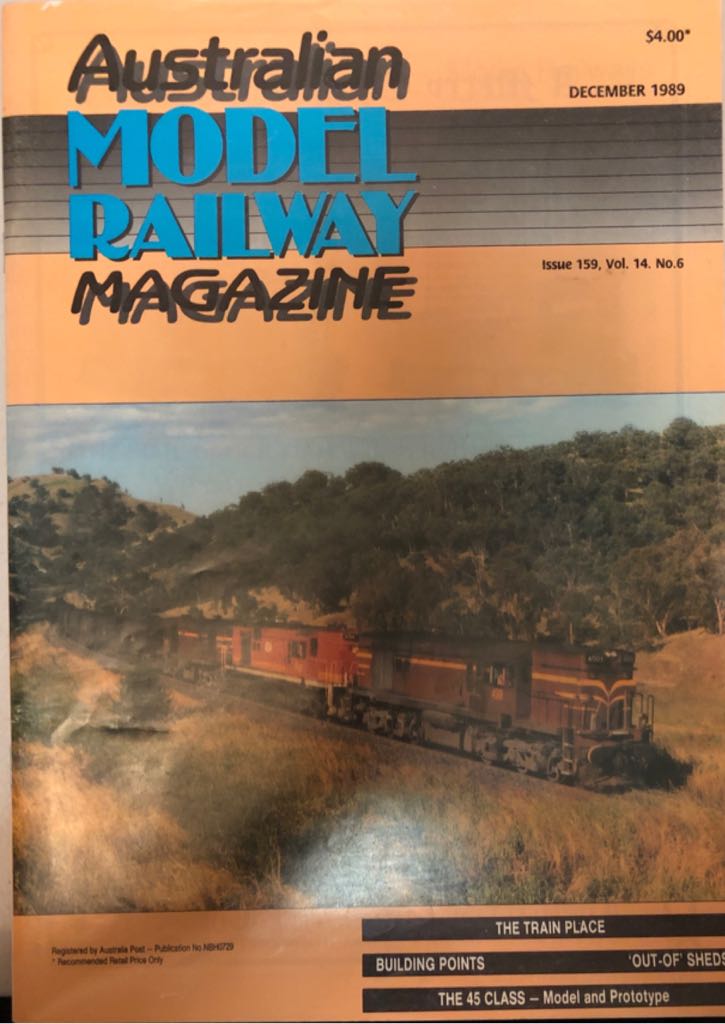 Australian
$4.00*
DECEMBER 1989
MODEL
RAILWAY
MAGAZINE
Issue 159, Vol. 14. No.6
Registered by Australia Post — Publication No.NBH0729
* Recommended Retail Price Only
THE TRAIN PLACE
BUILDING POINTS 'OUT-OF' SHEDS
THE 45 CLASS – Model and Prototype